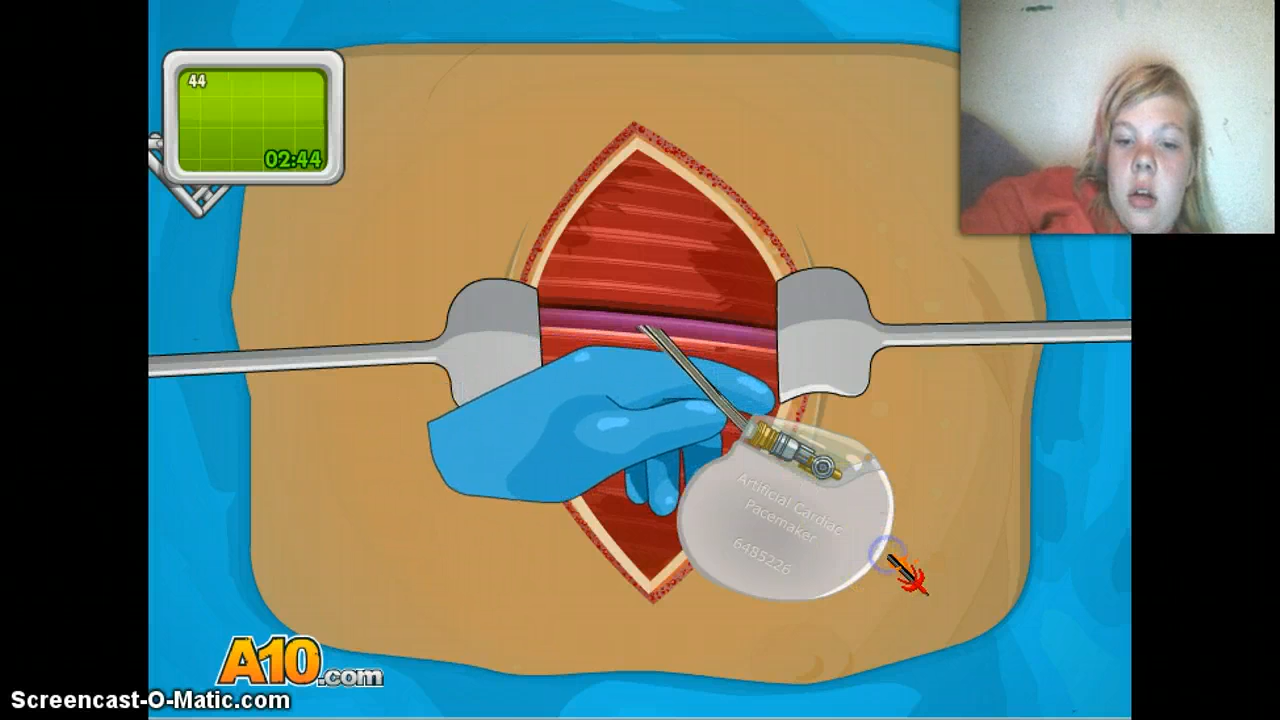 44
02:44
Artificial Cardiac
Pacemaker
6485226
A10.com
Screencast-O-Matic.com